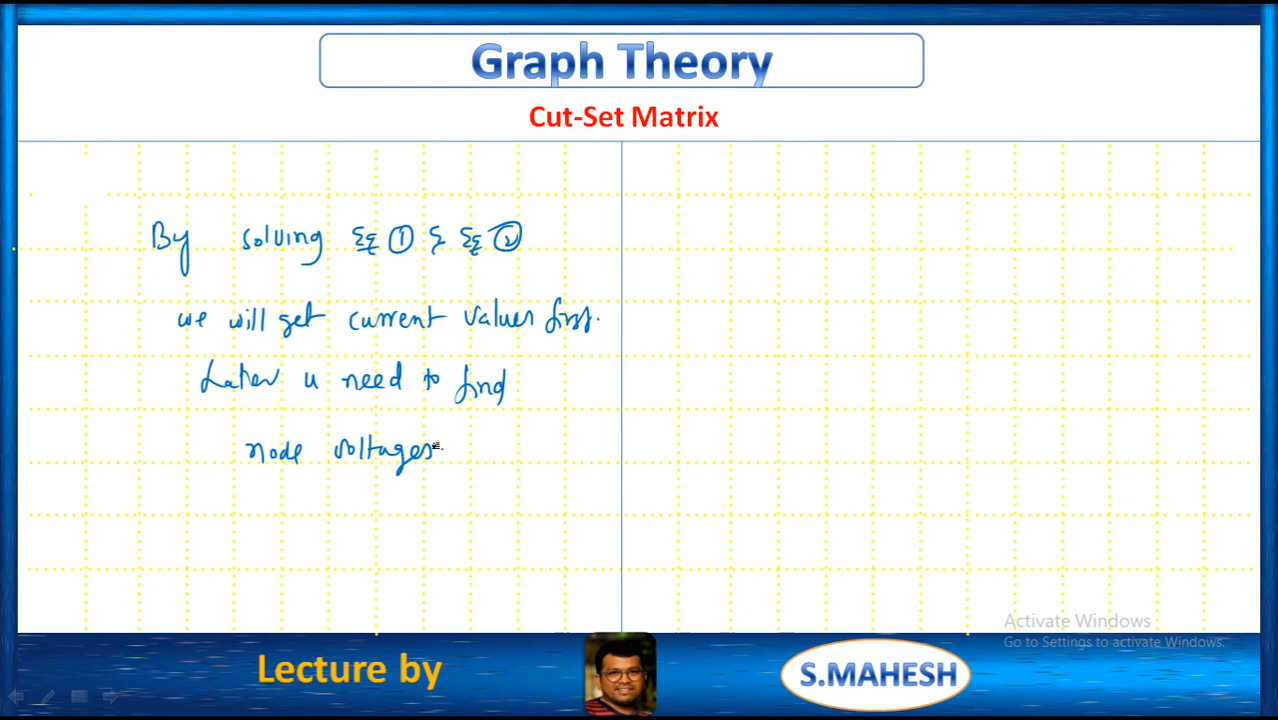 Graph Theory
Cut-Set Matrix
By solving Eq ① & Eq ②
we will get current values first.
Later u need to find
node voltages.
Activate Windows
Go to Settings to activate Windows.
Lecture by
S.MAHESH